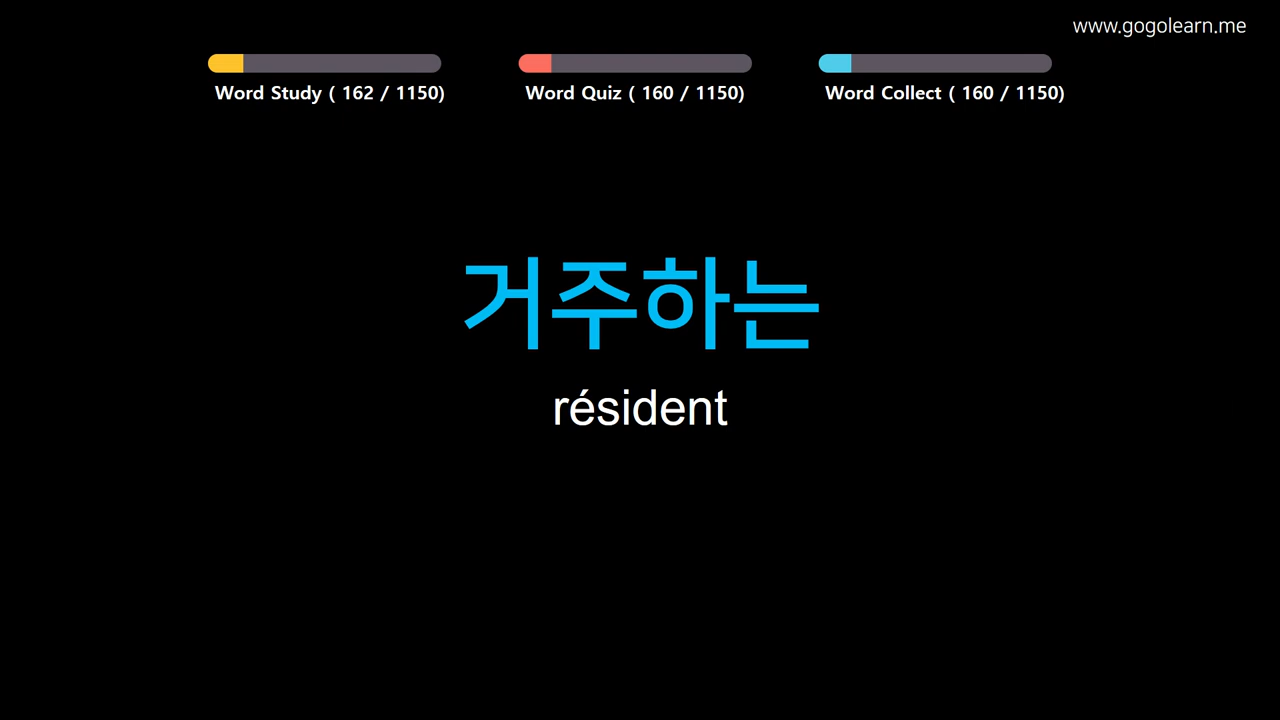 www.gogolearn.me
Word Study ( 162 / 1150)
Word Quiz ( 160 / 1150)
Word Collect ( 160 / 1150)
거주하는
résident